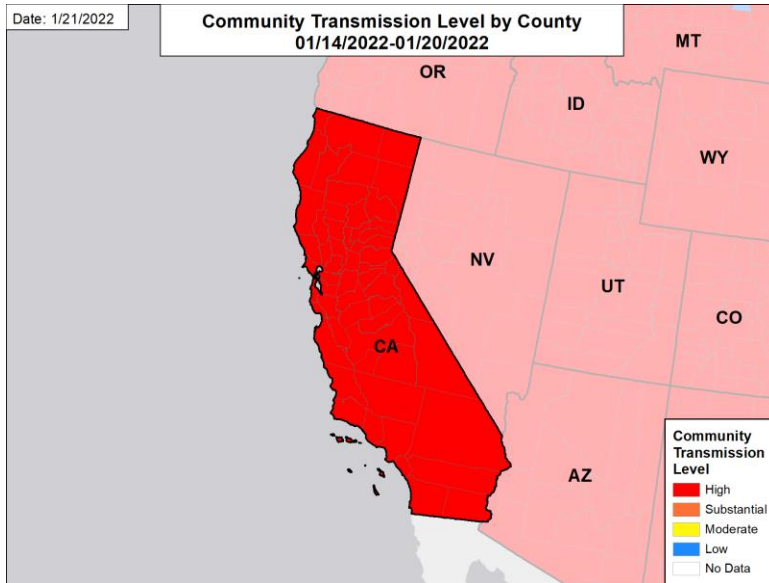 Date: 1/21/2022
Community Transmission Level by County
01/14/2022-01/20/2022
MT
OR
ID
WY
NV
UT
CO
CA
AZ
Community
Transmission
Level
High
Substantial
Moderate
Low
No Data